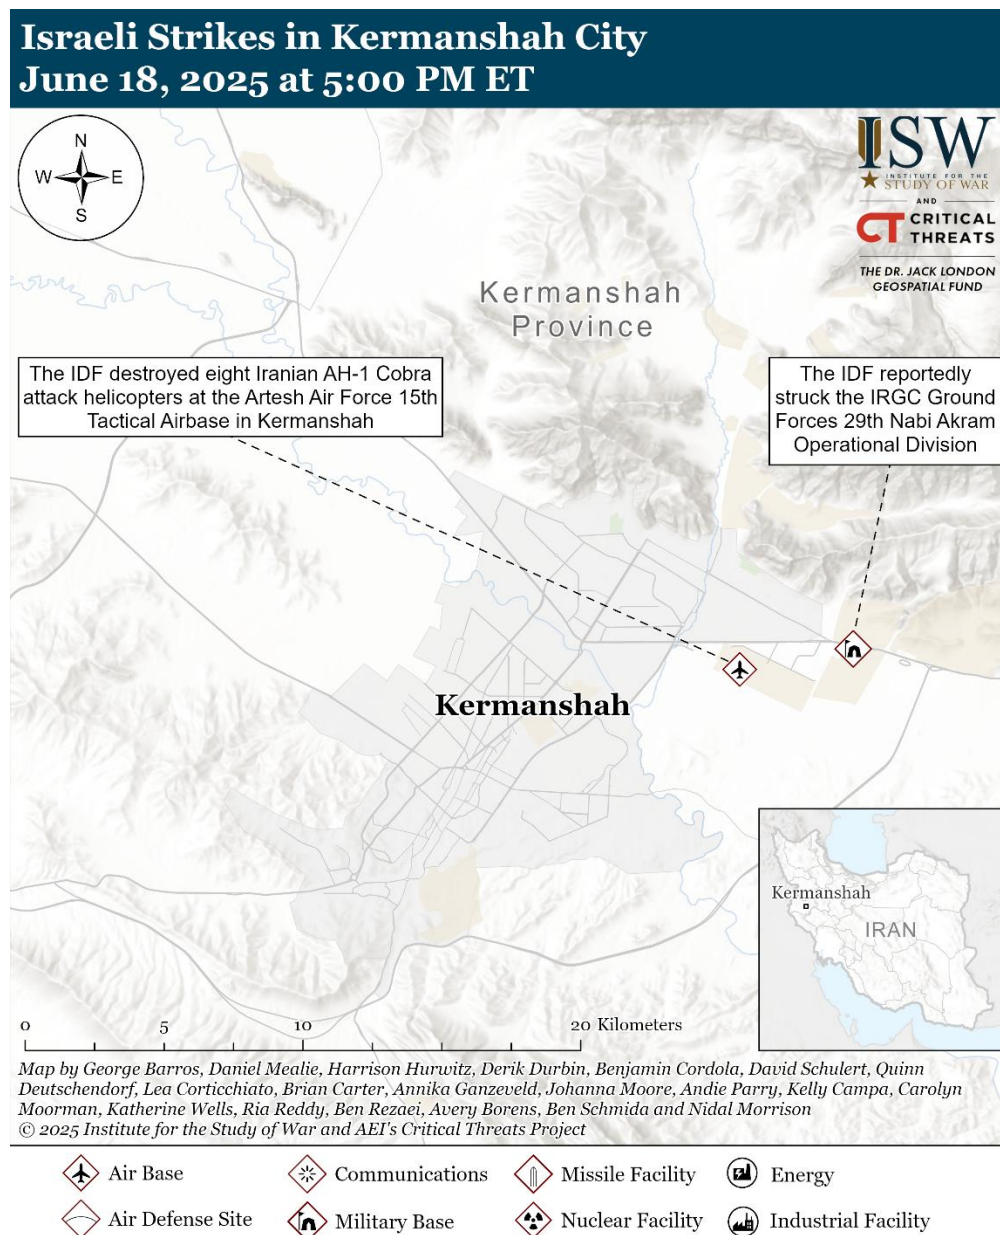 Israeli Strikes in Kermanshah City
June 18, 2025 at 5:00 PM ET
N
W E
S
ISW
INSTITUTE FOR THE
STUDY OF WAR
AND
CT CRITICAL
THREATS
THE DR. JACK LONDON
GEOSPATIAL FUND
Kermanshah
Province
The IDF destroyed eight Iranian AH-1 Cobra
attack helicopters at the Artesh Air Force 15th
Tactical Airbase in Kermanshah
The IDF reportedly
struck the IRGC Ground
Forces 29th Nabi Akram
Operational Division
Kermanshah
Kermanshah
IRAN
0 5 10 20 Kilometers
Map by George Barros, Daniel Mealie, Harrison Hurwitz, Derik Durbin, Benjamin Cordola, David Schulert, Quinn
Deutschendorf, Lea Corticchiato, Brian Carter, Annika Ganzeveld, Johanna Moore, Andie Parry, Kelly Campa, Carolyn
Moorman, Katherine Wells, Ria Reddy, Ben Rezaei, Avery Borens, Ben Schmida and Nidal Morrison
© 2025 Institute for the Study of War and AEI's Critical Threats Project
Air Base Communications Missile Facility Energy
Air Defense Site Military Base Nuclear Facility Industrial Facility